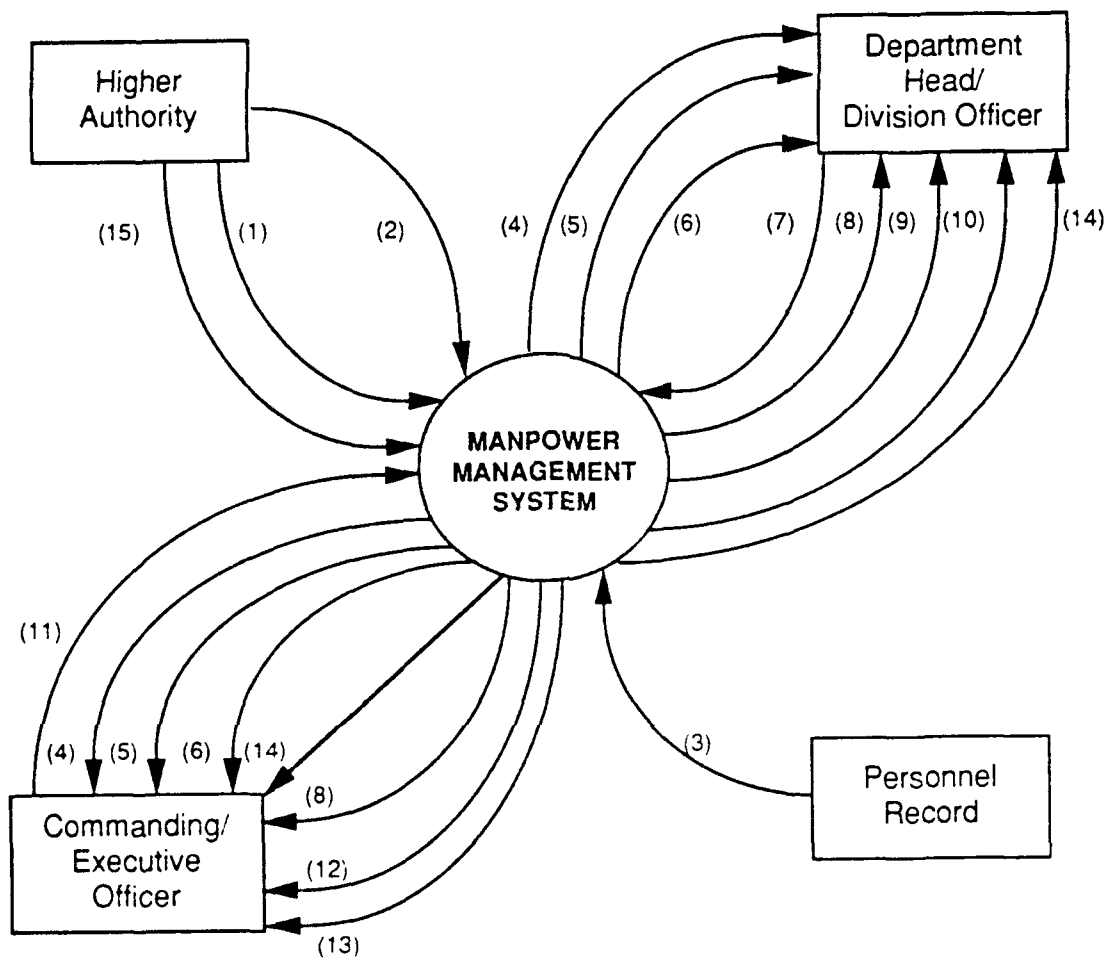 Higher
Authority
Department
Head/
Division Officer
(15)
(1)
(2)
(4)
(5)
(6)
(7)
(8)
(9)
(10)
(14)
MANPOWER
MANAGEMENT
SYSTEM
(11)
(4)
(5)
(6)
(14)
(8)
(12)
(13)
(3)
Commanding/
Executive
Officer
Personnel
Record